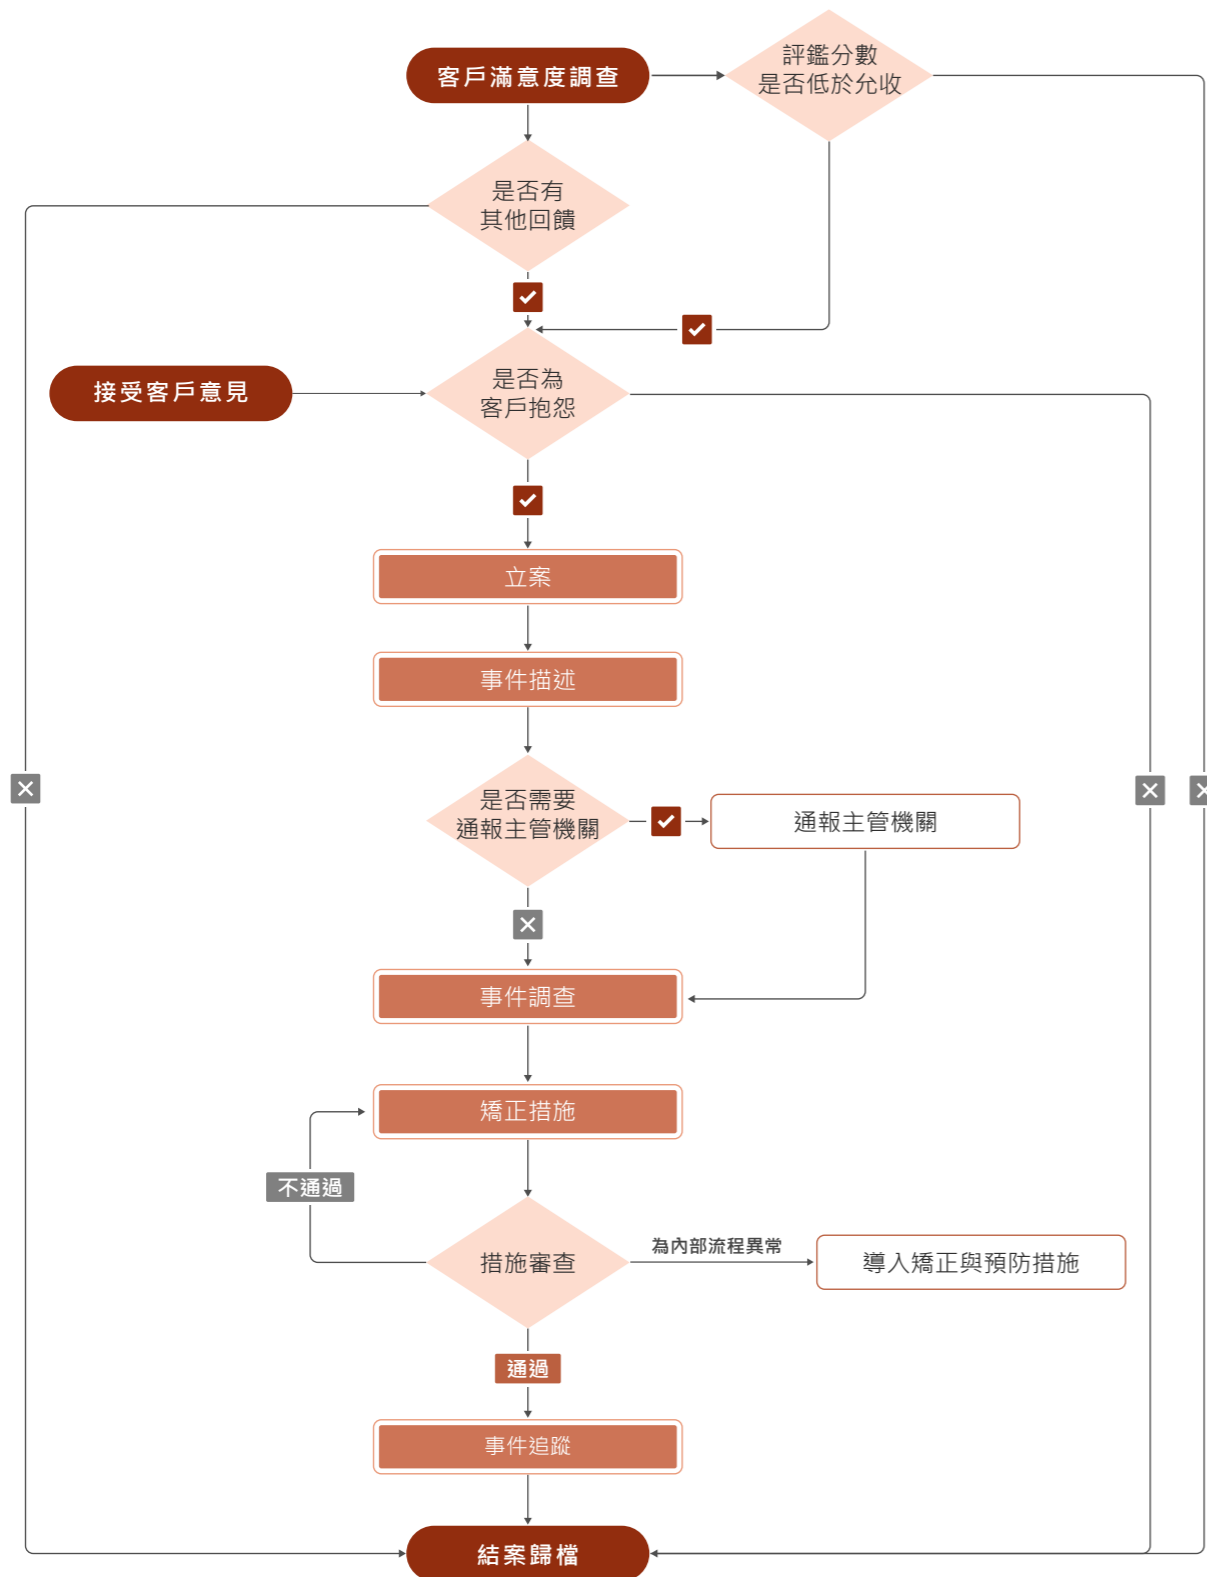 客戶滿意度調查
評鑑分數
是否低於允收
是否有
其他回饋
接受客戶意見
是否為
客戶抱怨
立案
事件描述
是否需要
通報主管機關
通報主管機關
事件調查
矯正措施
不通過
措施審查
為內部流程異常
導入矯正與預防措施
通過
事件追蹤
結案歸檔